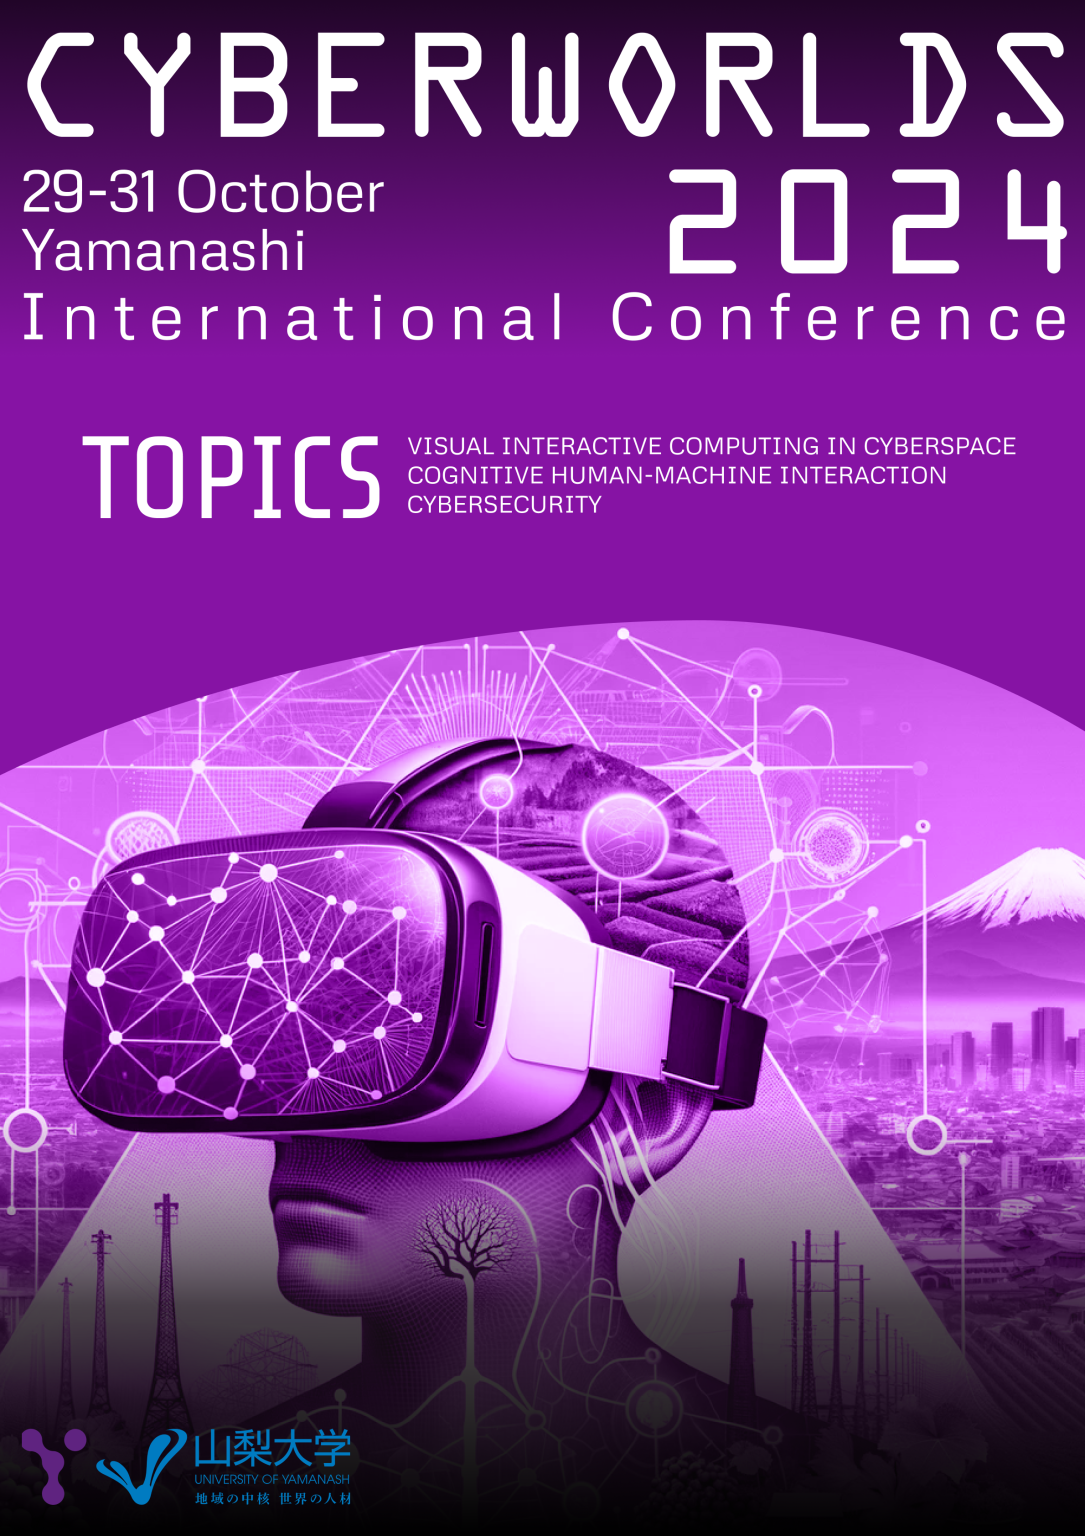 CYBERWORLDS
29-31 October
Yamanashi
2024
International Conference
TOPICS
VISUAL INTERACTIVE COMPUTING IN CYBERSPACE
COGNITIVE HUMAN-MACHINE INTERACTION
CYBERSECURITY
山梨大学
UNIVERSITY OF YAMANASH
地域の中核 世界の人材